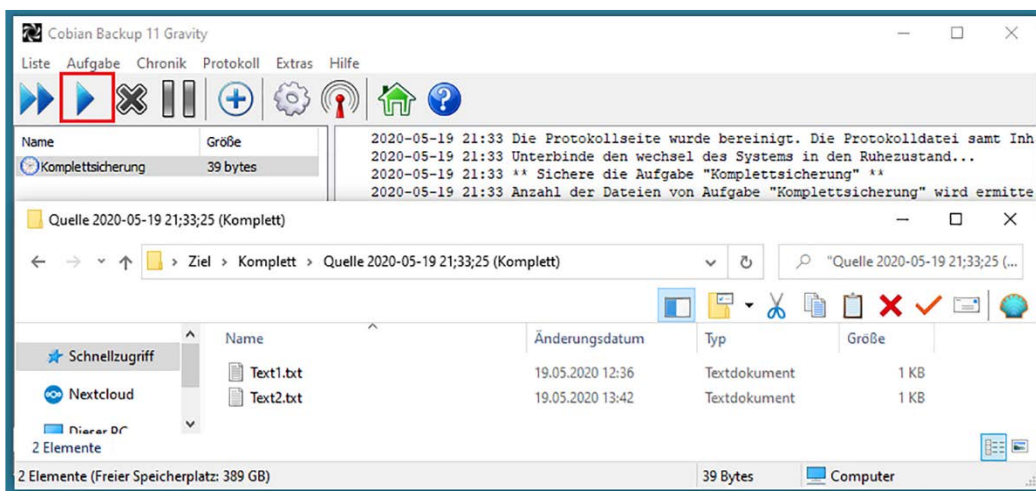 Cobian Backup 11 Gravity
Liste Aufgabe Chronik Protokoll Extras Hilfe
Name Größe
Komplettsicherung 39 bytes
2020-05-19 21:33 Die Protokollseite wurde bereinigt. Die Protokolldatei samt Inh
2020-05-19 21:33 Unterbinde den wechsel des Systems in den Ruhezustand...
2020-05-19 21:33 ** Sichere die Aufgabe "Komplettsicherung" **
2020-05-19 21:33 Anzahl der Dateien von Aufgabe "Komplettsicherung" wird ermitte
Quelle 2020-05-19 21;33;25 (Komplett)
Ziel > Komplett > Quelle 2020-05-19 21;33;25 (Komplett)
"Quelle 2020-05-19 21;33;25 (...
Name Änderungsdatum Typ Größe
Schnellzugriff
Nextcloud
Dieser PC
Text1.txt 19.05.2020 12:36 Textdokument 1 KB
Text2.txt 19.05.2020 13:42 Textdokument 1 KB
2 Elemente
2 Elemente (Freier Speicherplatz: 389 GB) 39 Bytes Computer